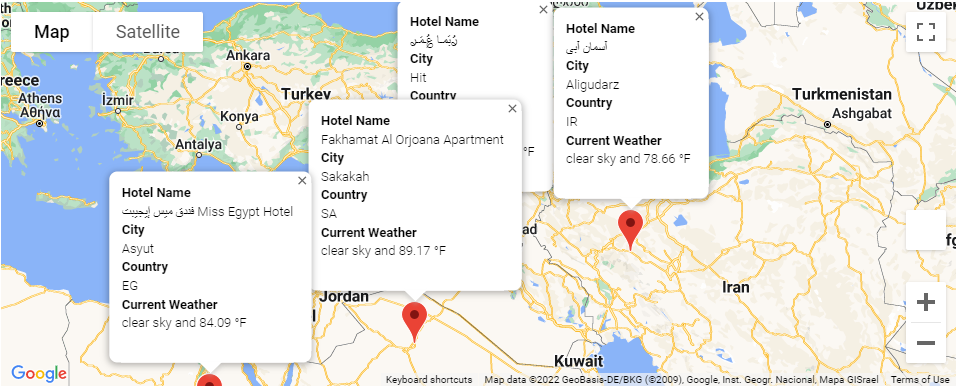 Map
Satellite
Ankara
Turkey
reece
Athens
Αθήνα
İzmir
Konya
Antalya
Hotel Name
City
Hit
Country
°F
Hotel Name
آسمان آبی
City
Aligudarz
Country
IR
Current Weather
clear sky and 78.66 °F
Hotel Name
Fakhamat Al Orjoana Apartment
City
Sakakah
Country
SA
Current Weather
clear sky and 89.17 °F
Hotel Name
فندق ميس إيجيبت Miss Egypt Hotel
City
Asyut
Country
EG
Current Weather
clear sky and 84.09 °F
Uzbe
Turkmenistan
Ashgabat
ad
Iran
Jordan
Kuwait
Afg
Google
Keyboard shortcuts
Map data ©2022 GeoBasis-DE/BKG (©2009), Google, Inst. Geogr. Nacional, Mapa GISrael
Terms of Use